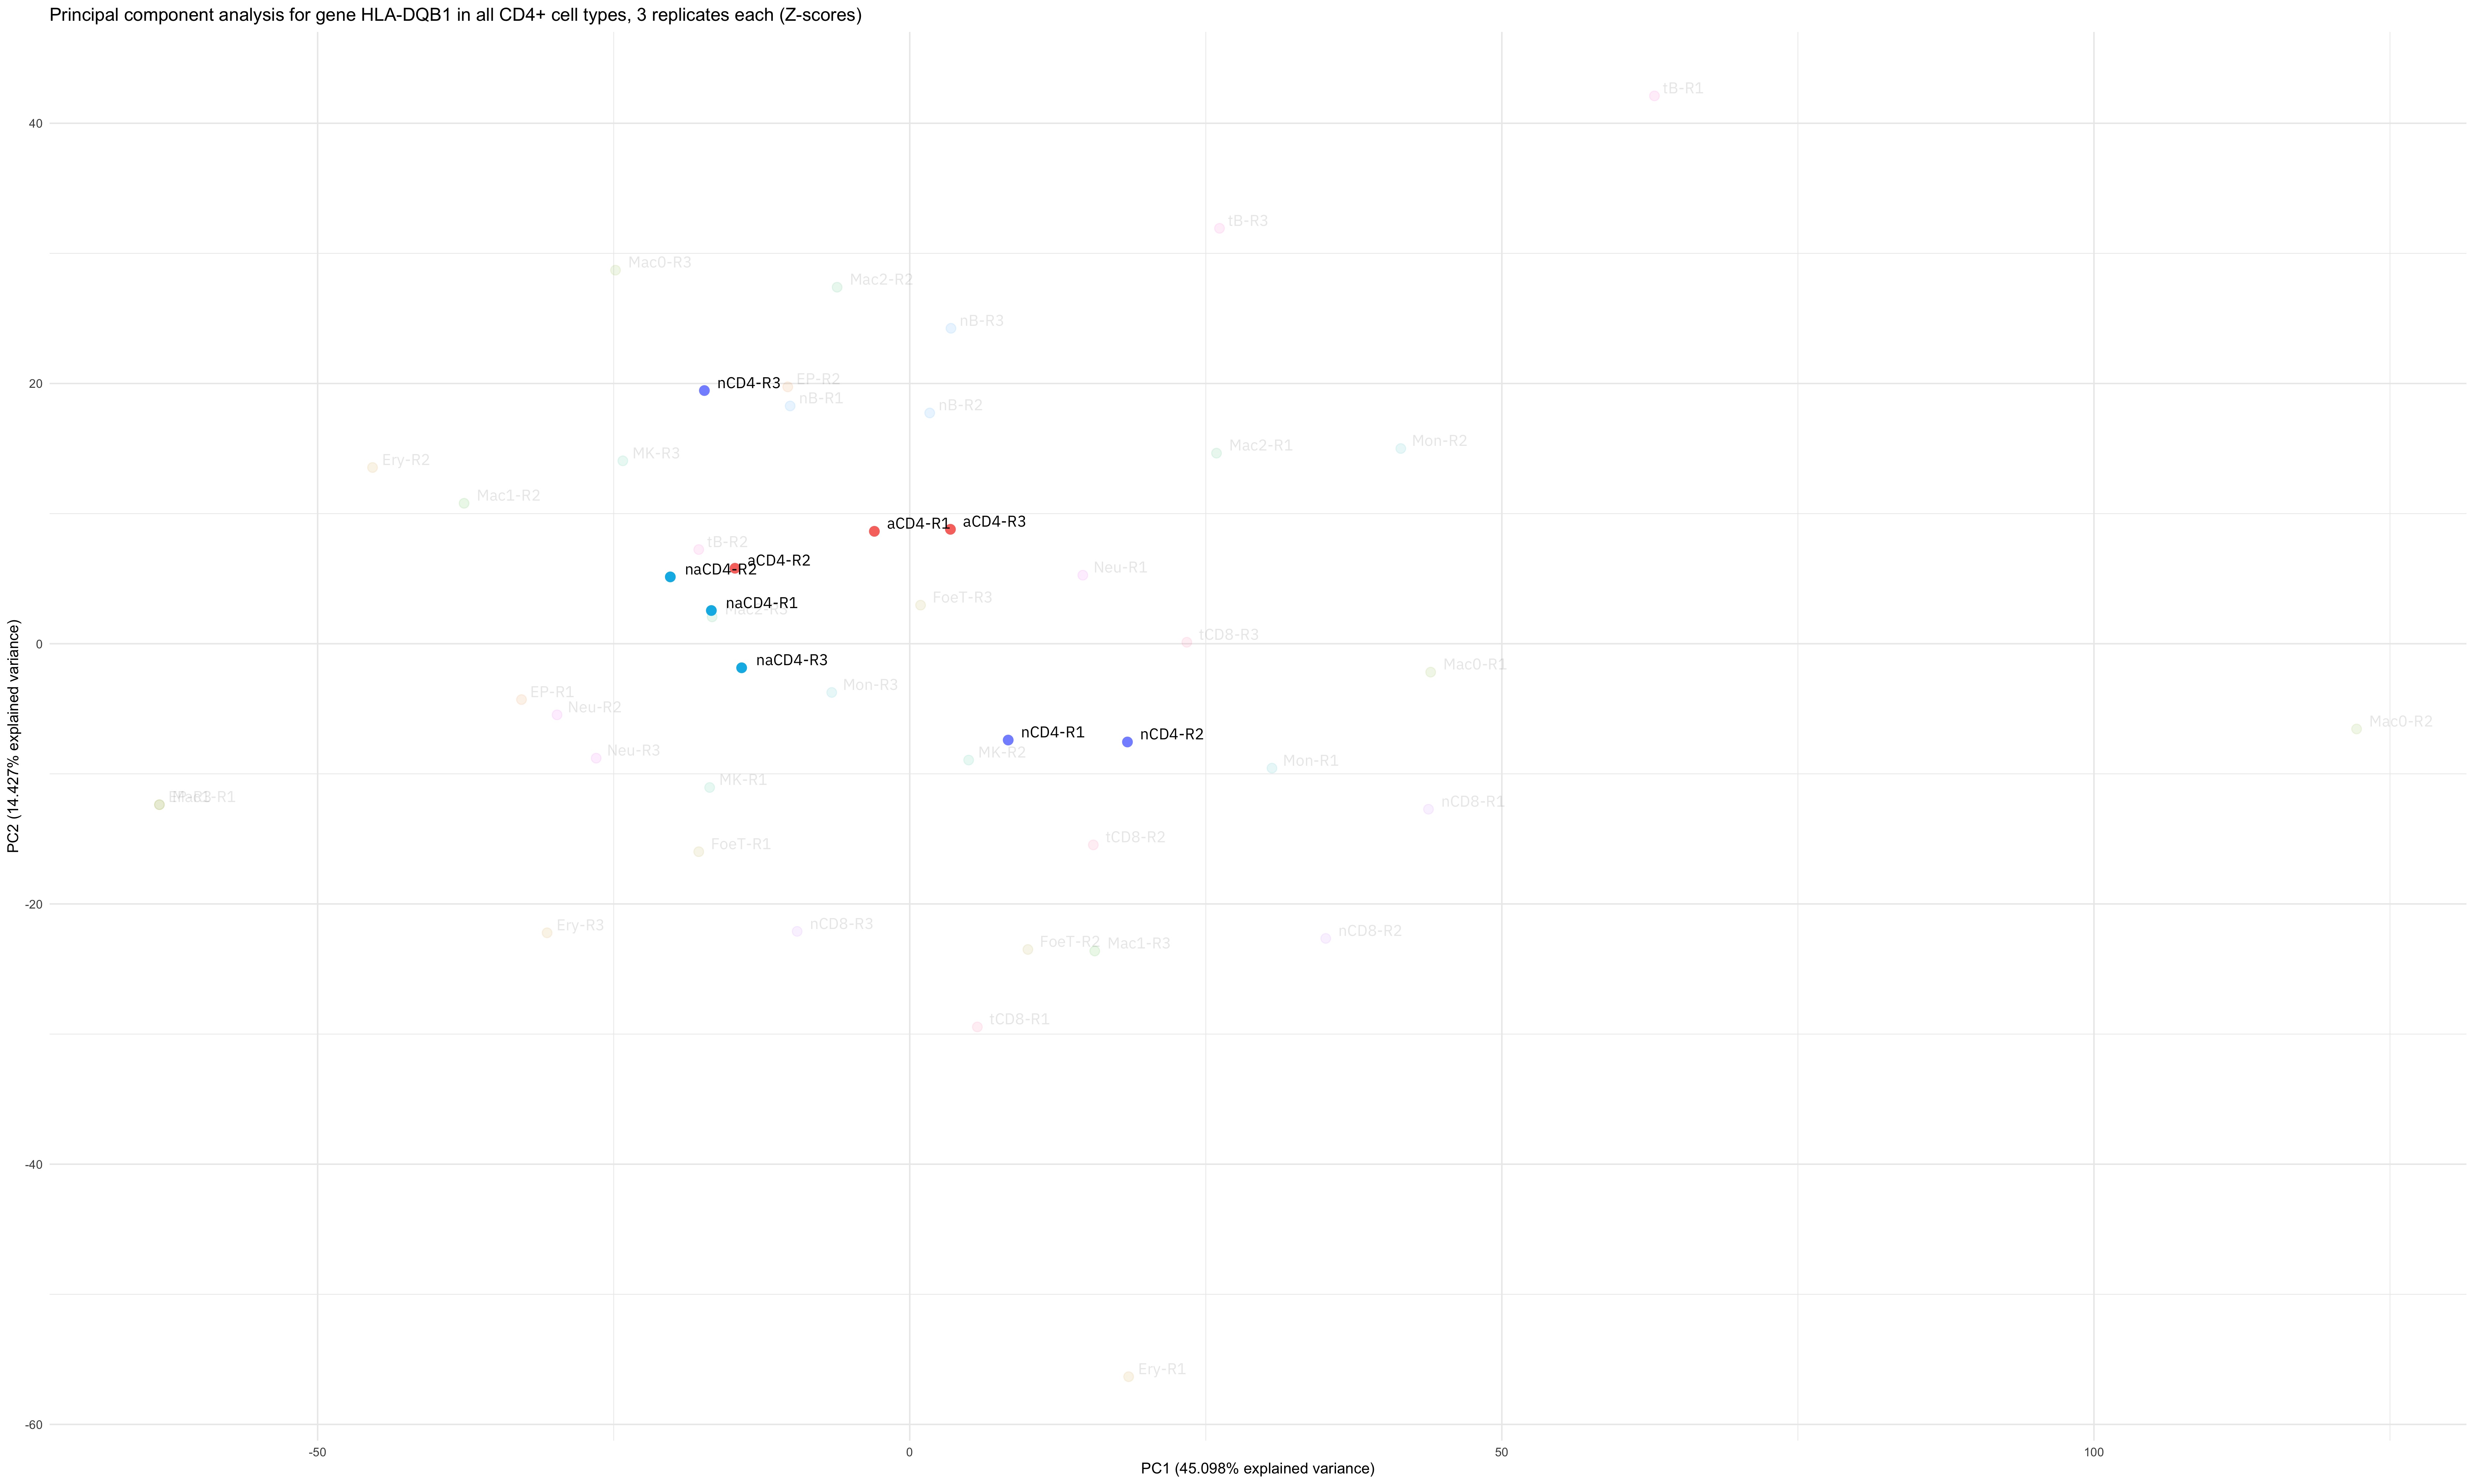 Principal component analysis for gene HLA-DQB1 in all CD4+ cell types, 3 replicates each (Z-scores)
tB-R1
40
tB-R3
Mac0-R3
Mac2-R2
nB-R3
20
nCD4-R3
EP-R2
nB-R1
nB-R2
Mac2-R1
Mon-R2
MK-R3
Ery-R2
Mac1-R2
aCD4-R1
aCD4-R3
tB-R2
aCD4-R2
naCD4-R2
Neu-R1
naCD4-R1
Mac2-R3
FoeT-R3
0
tCD8-R3
naCD4-R3
Mac0-R1
Mon-R3
EP-R1
Neu-R2
Mac0-R2
nCD4-R1
nCD4-R2
Neu-R3
MK-R2
Mon-R1
MK-R1
EP-R3
Mac1-R1
nCD8-R1
tCD8-R2
FoeT-R1
-20
Ery-R3
nCD8-R3
nCD8-R2
FoeT-R2
Mac1-R3
tCD8-R1
-40
Ery-R1
-60
-50
0
50
100
PC1 (45.098% explained variance)
PC2 (14.427% explained variance)